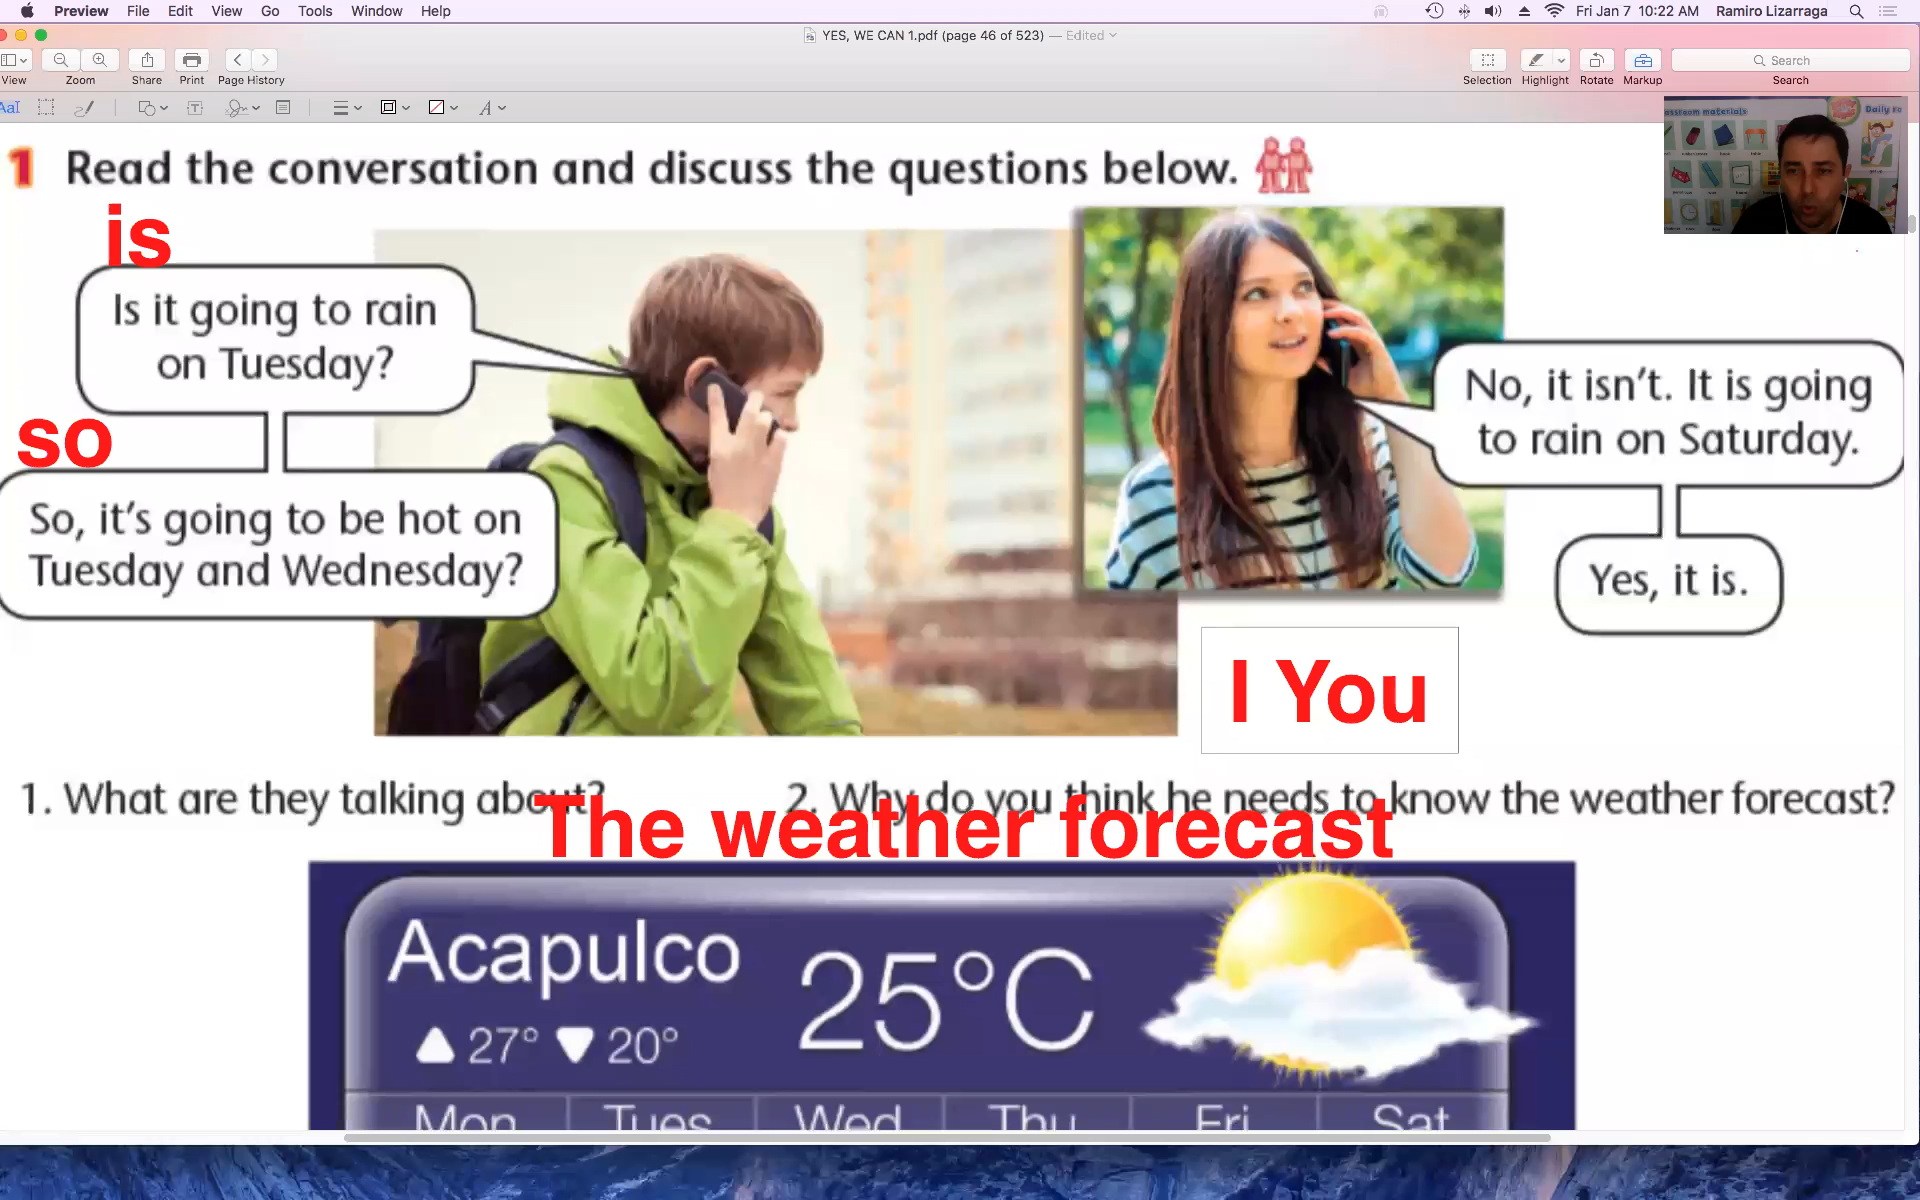 Preview File Edit View Go Tools Window Help Fri Jan 7 10:22 AM Ramiro Lizarraga
YES, WE CAN 1.pdf (page 46 of 523) — Edited
View Zoom Share Print Page History Selection Highlight Rotate Markup Search
Search
AaI
1 Read the conversation and discuss the questions below.
is
Is it going to rain
on Tuesday?
so
So, it's going to be hot on
Tuesday and Wednesday?
No, it isn't. It is going
to rain on Saturday.
Yes, it is.
I You
1. What are they talking about?
2. Why do you think he needs to know the weather forecast?
The weather forecast
Acapulco
25°C
▲ 27° ▼ 20°
Mon Tues Wed Thu Fri Sat